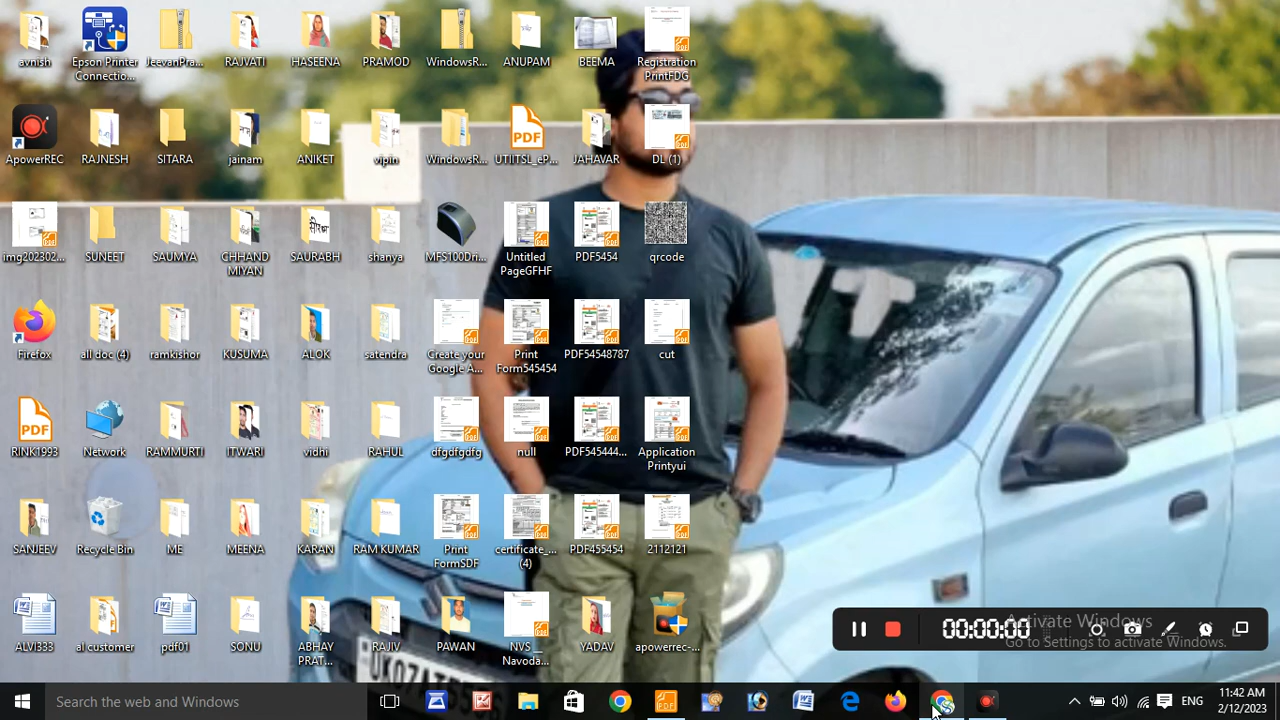 avnish
Epson Printer
Connectio...
JeevanPra...
RAJVATI
HASEENA
PRAMOD
WindowsR...
ANUPAM
BEEMA
Registration
PrintFDG
ApowerREC
RAJNESH
SITARA
jainam
ANIKET
vipin
WindowsR...
PDF
UTIITSL_eP...
JAHAVAR
DL (1)
img202302...
SUNEET
SAUMYA
CHHAND
MIYAN
SAURABH
shanya
MFS100Dri...
Untitled
PageGFHF
PDF5454
qrcode
Firefox
all doc (4)
ramkishor
KUSUMA
ALOK
satendra
Create your
Google A...
Print
Form545454
PDF54548787
cut
PDF
RINK1993
Network
RAMMURTI
ITWARI
vidhi
RAHUL
dfgdfgdfg
null
PDF545444...
Application
Printyui
SANJEEV
Recycle Bin
ME
MEENA
KARAN
RAM KUMAR
Print
FormSDF
certificate_...
(4)
PDF455454
2112121
ALVI333
al customer
pdf01
SONU
ABHAY
PRAT...
RAJIV
PAWAN
NVS _
Navoda...
YADAV
apowerrec-...
00:00:00
Activate Windows
Go to Settings to activate Windows.
Search the web and Windows
PDF
ENG
11:42 AM
2/12/2023